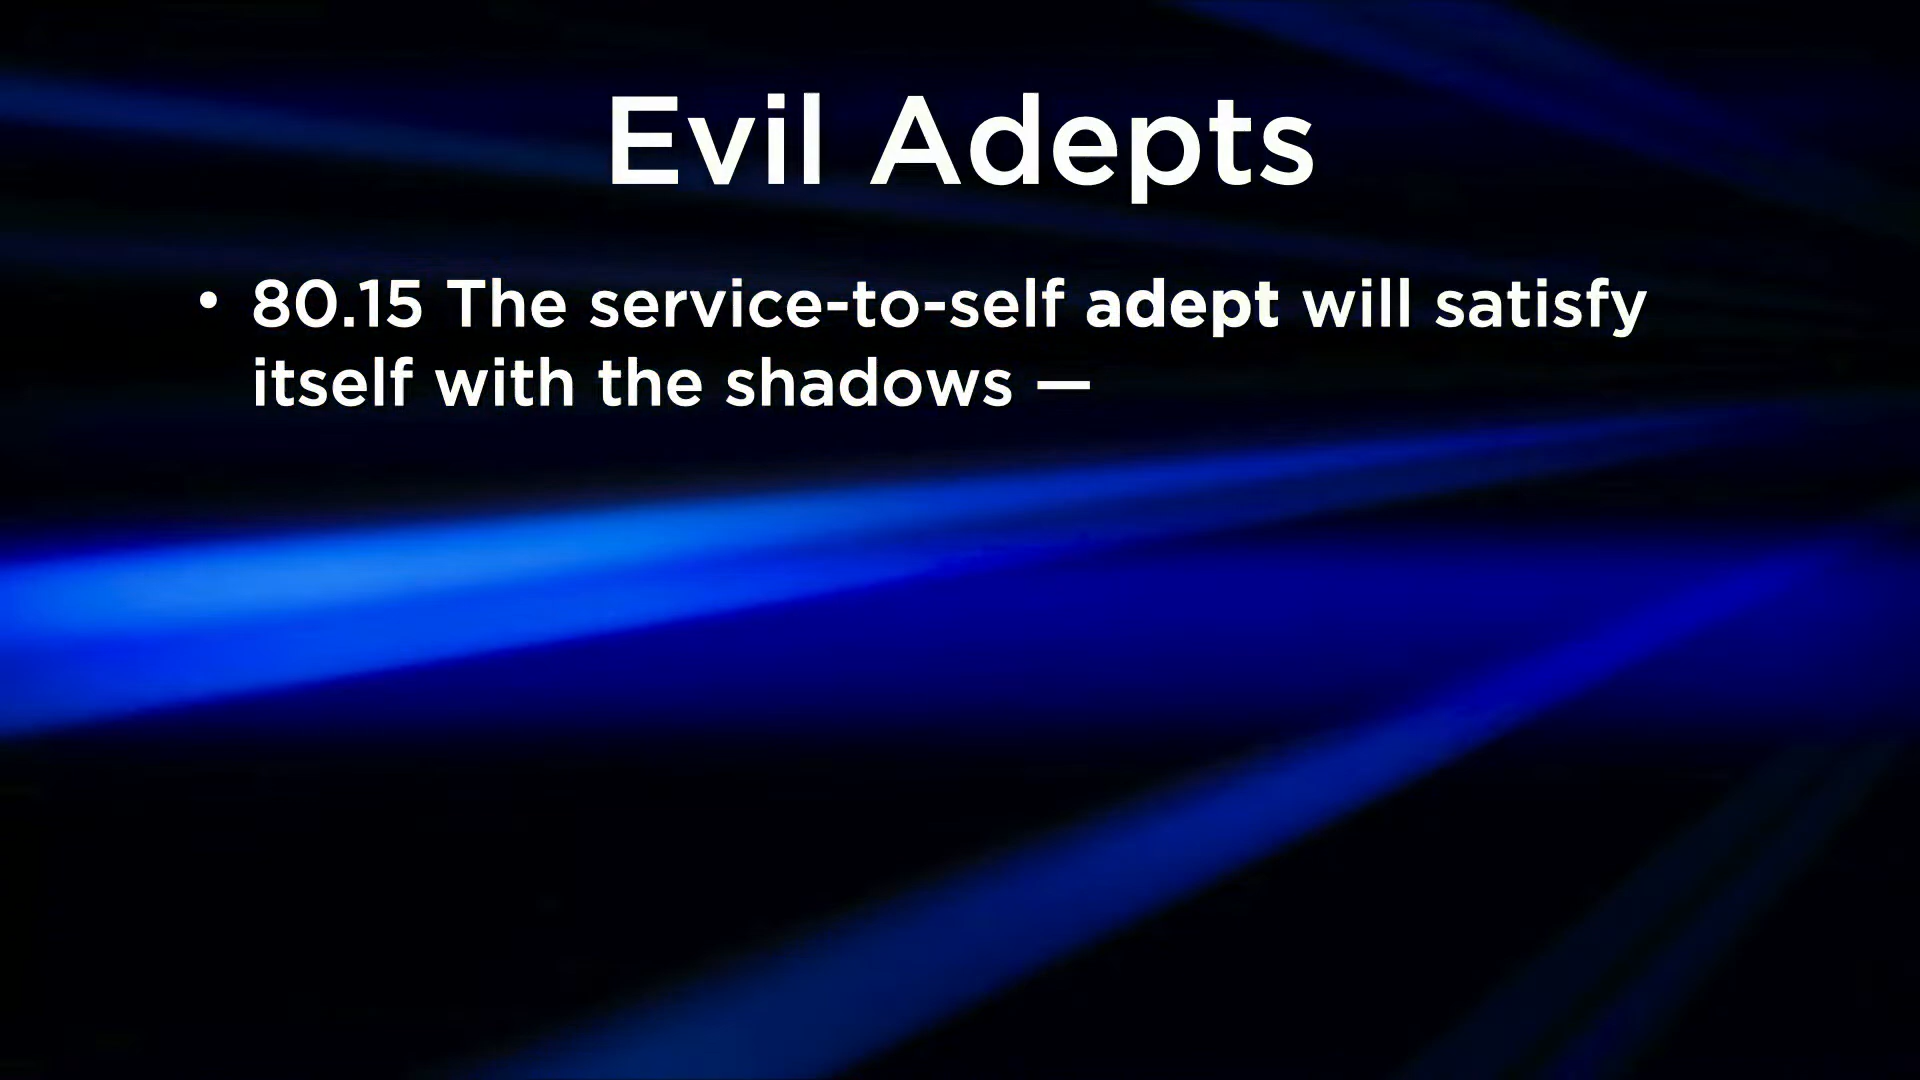 Evil Adepts
• 80.15 The service-to-self adept will satisfy
itself with the shadows —